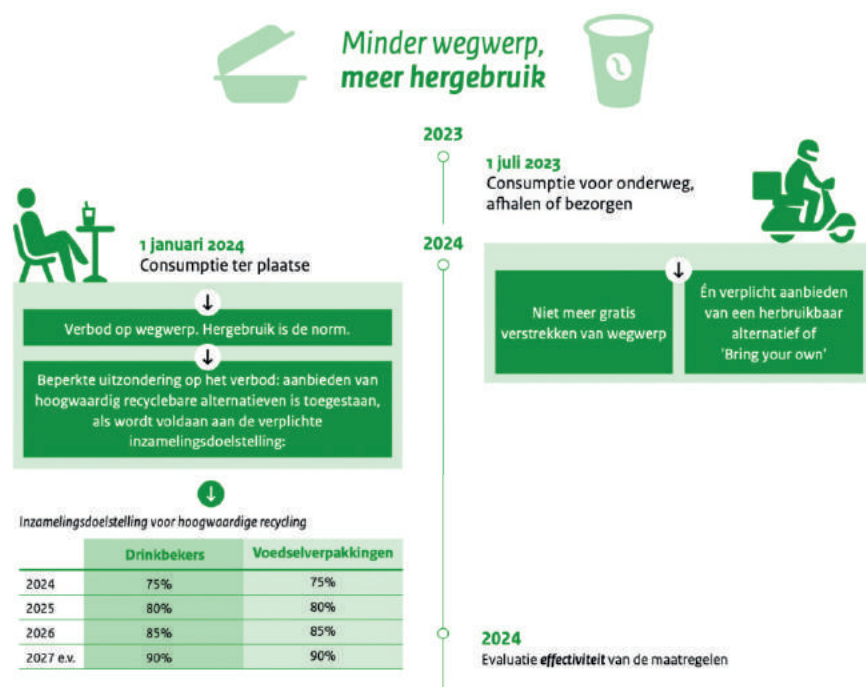 Minder wegwerp,
meer hergebruik
2023
1 juli 2023
Consumptie voor onderweg,
afhalen of bezorgen
Niet meer gratis
verstrekken van wegwerp
Én verplicht aanbieden
van een herbruikbaar
alternatief of
'Bring your own'
2024
1 januari 2024
Consumptie ter plaatse
Verbod op wegwerp. Hergebruik is de norm.
Beperkte uitzondering op het verbod: aanbieden van
hoogwaardig recyclebare alternatieven is toegestaan,
als wordt voldaan aan de verplichte
inzamelingsdoelstelling:
Inzamelingsdoelstelling voor hoogwaardige recycling
Drinkbekers Voedselverpakkingen
2024 75% 75%
2025 80% 80%
2026 85% 85%
2027 e.v. 90% 90%
2024
Evaluatie effectiviteit van de maatregelen